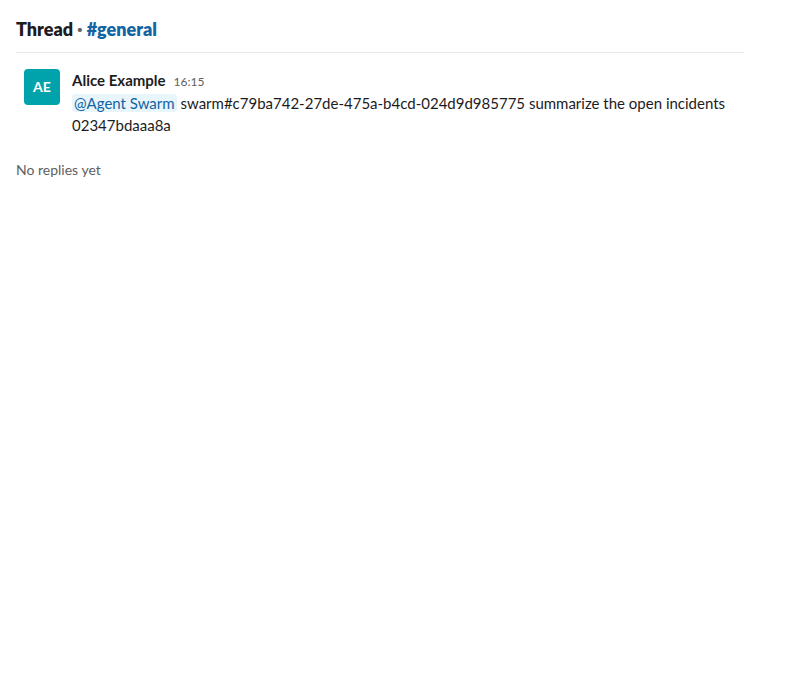 Thread • #general
AE
Alice Example 16:15
@Agent Swarm swarm#c79ba742-27de-475a-b4cd-024d9d985775 summarize the open incidents
02347bdaaa8a
No replies yet